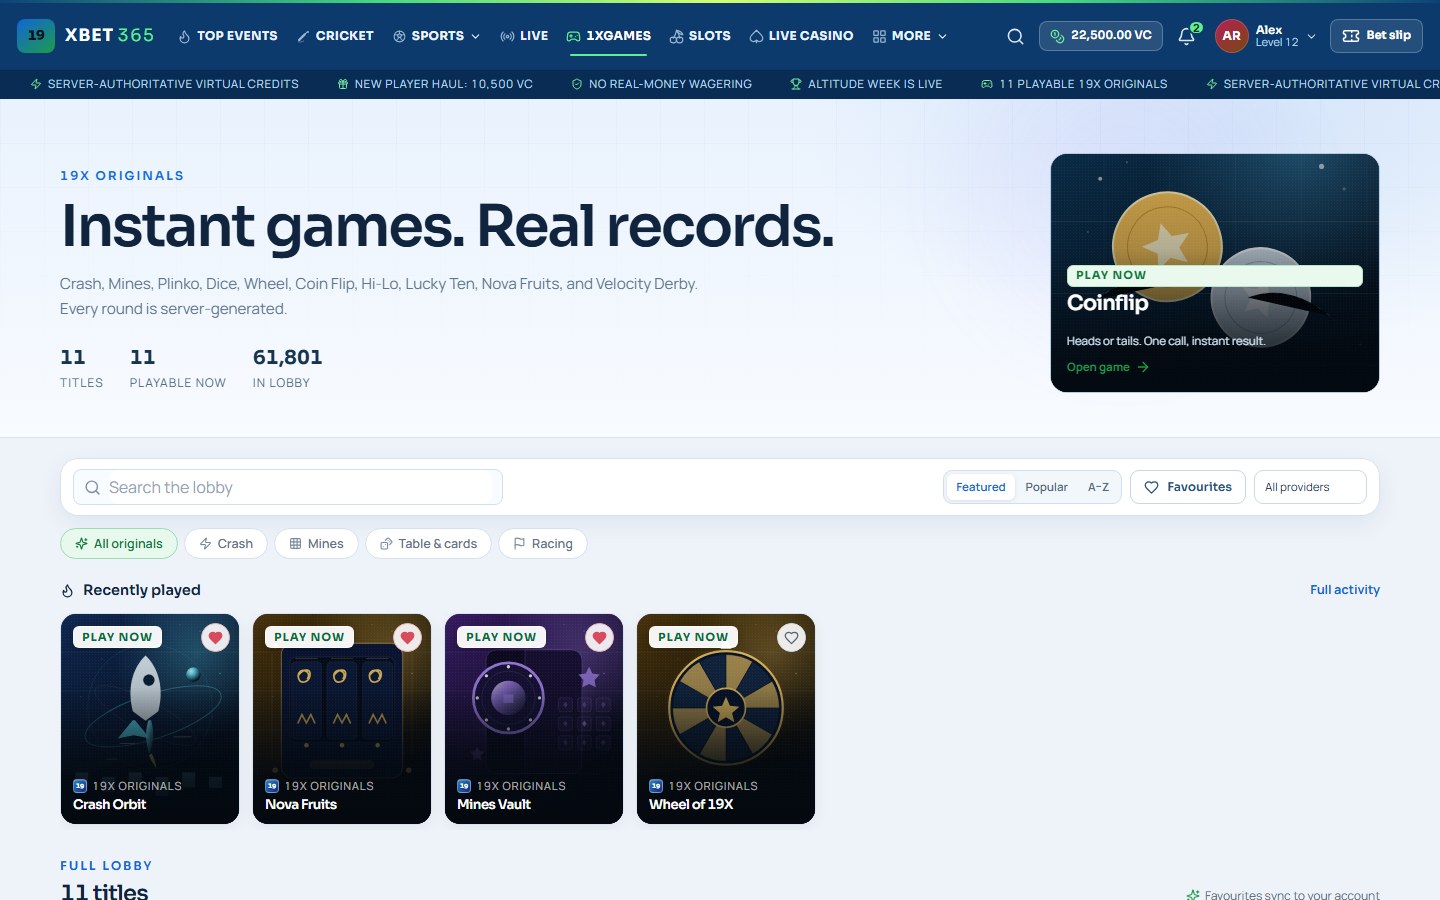 19 XBET 365 TOP EVENTS CRICKET SPORTS LIVE 1XGAMES SLOTS LIVE CASINO MORE 22,500.00 VC 2 AR Alex Level 12 Bet slip
SERVER-AUTHORITATIVE VIRTUAL CREDITS NEW PLAYER HAUL: 10,500 VC NO REAL-MONEY WAGERING ALTITUDE WEEK IS LIVE 11 PLAYABLE 19X ORIGINALS SERVER-AUTHORITATIVE VIRTUAL CR
19X ORIGINALS
Instant games. Real records.
Crash, Mines, Plinko, Dice, Wheel, Coin Flip, Hi-Lo, Lucky Ten, Nova Fruits, and Velocity Derby.
Every round is server-generated.
11 11 61,801
TITLES PLAYABLE NOW IN LOBBY
PLAY NOW
Coinflip
Heads or tails. One call, instant result.
Open game
Search the lobby Featured Popular A–Z Favourites All providers
All originals Crash Mines Table & cards Racing
Recently played Full activity
PLAY NOW PLAY NOW PLAY NOW PLAY NOW
19 19X ORIGINALS 19 19X ORIGINALS 19 19X ORIGINALS 19 19X ORIGINALS
Crash Orbit Nova Fruits Mines Vault Wheel of 19X
FULL LOBBY
11 titles Favourites sync to your account